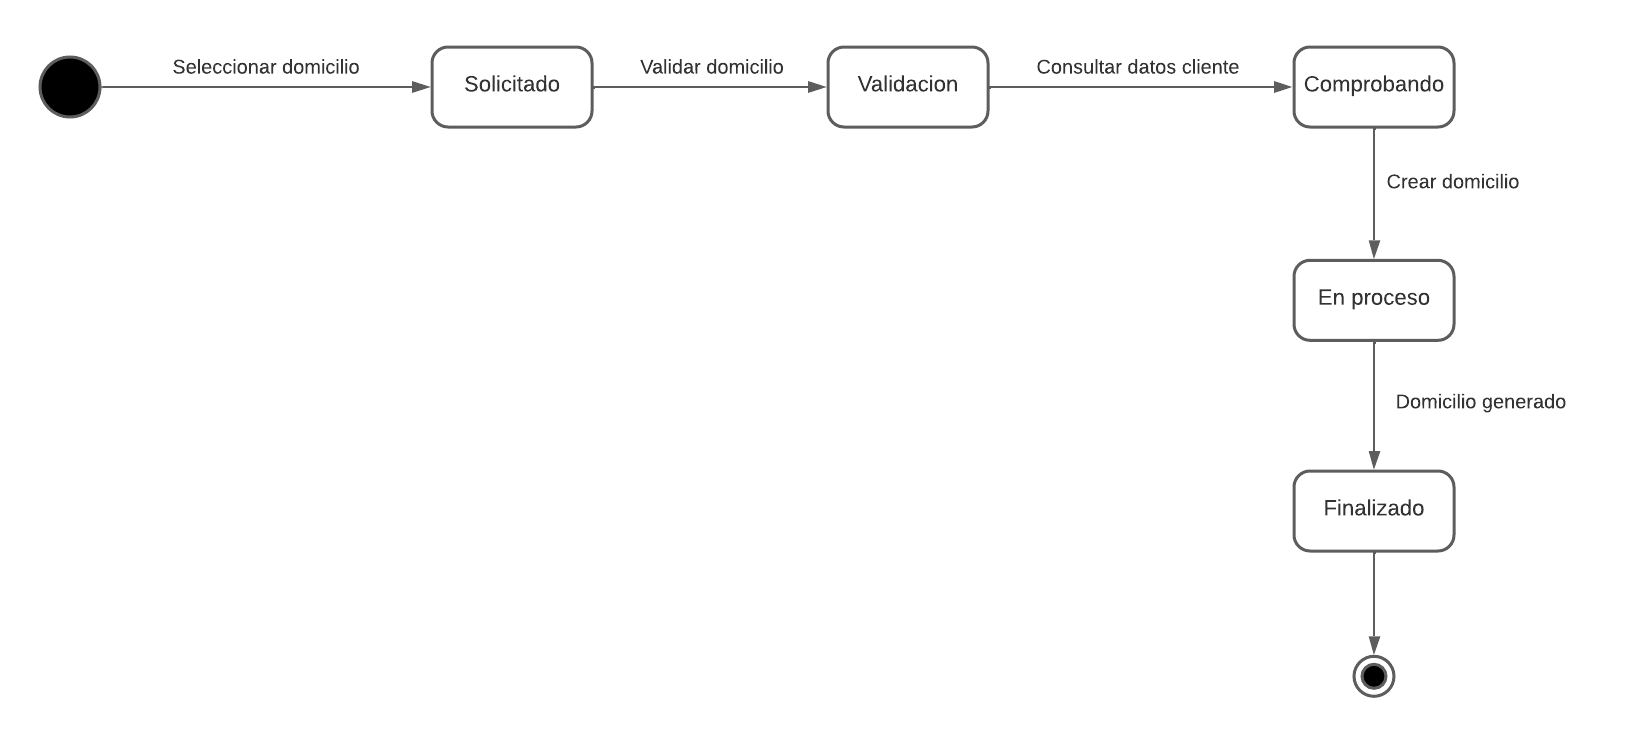 Seleccionar domicilio
Solicitado
Validar domicilio
Validacion
Consultar datos cliente
Comprobando
Crear domicilio
En proceso
Domicilio generado
Finalizado